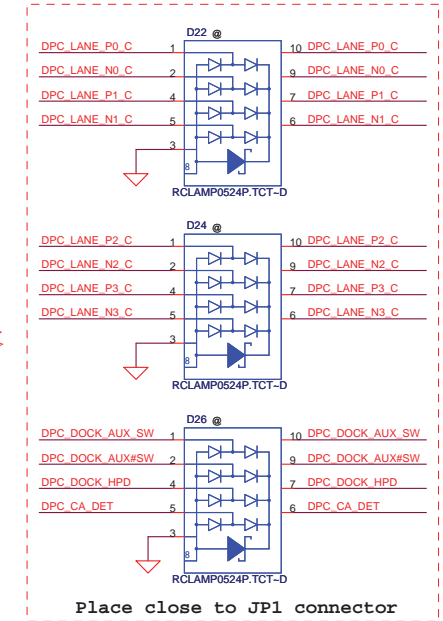 D22 @
DPC_LANE_P0_C 1 10 DPC_LANE_P0_C
DPC_LANE_N0_C 2 9 DPC_LANE_N0_C
DPC_LANE_P1_C 4 7 DPC_LANE_P1_C
DPC_LANE_N1_C 5 6 DPC_LANE_N1_C
3
8
RCLAMP0524P.TCT~D
D24 @
DPC_LANE_P2_C 1 10 DPC_LANE_P2_C
DPC_LANE_N2_C 2 9 DPC_LANE_N2_C
DPC_LANE_P3_C 4 7 DPC_LANE_P3_C
DPC_LANE_N3_C 5 6 DPC_LANE_N3_C
3
8
RCLAMP0524P.TCT~D
D26 @
DPC_DOCK_AUX_SW 1 10 DPC_DOCK_AUX_SW
DPC_DOCK_AUX#SW 2 9 DPC_DOCK_AUX#SW
DPC_DOCK_HPD 4 7 DPC_DOCK_HPD
DPC_CA_DET 5 6 DPC_CA_DET
3
8
RCLAMP0524P.TCT~D
Place close to JP1 connector